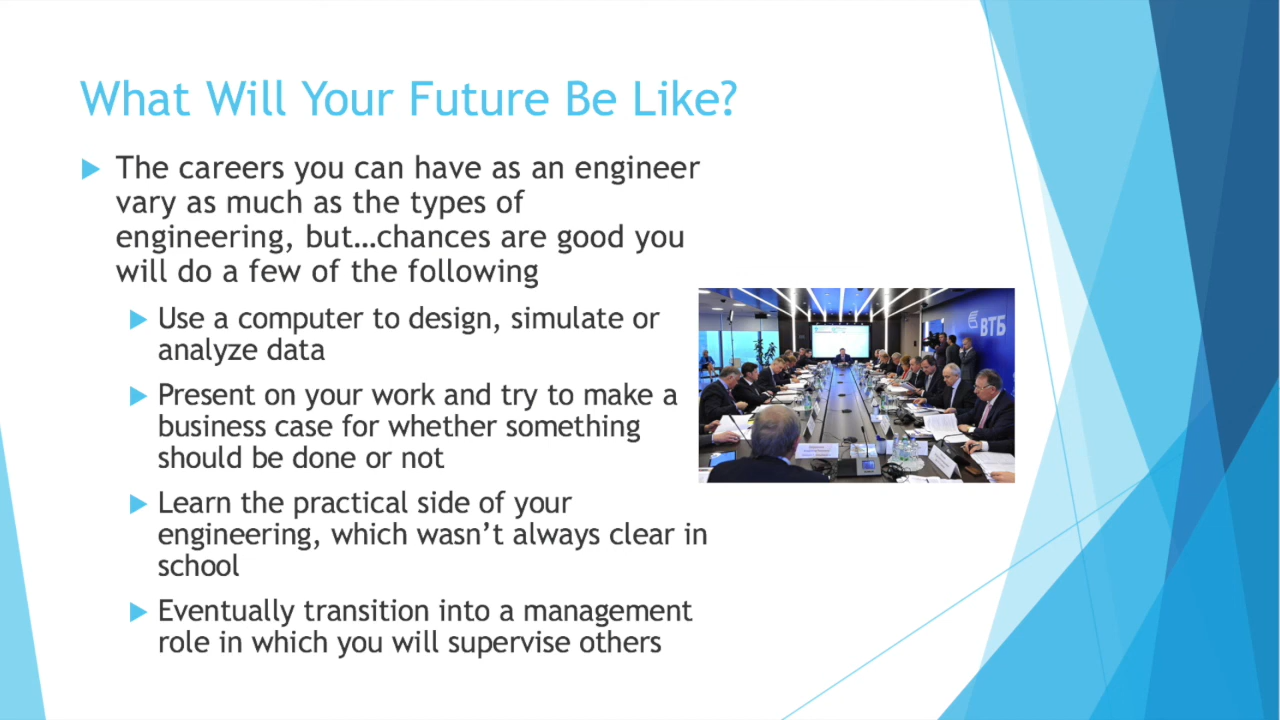 What Will Your Future Be Like?
The careers you can have as an engineer
vary as much as the types of
engineering, but…chances are good you
will do a few of the following
Use a computer to design, simulate or
analyze data
Present on your work and try to make a
business case for whether something
should be done or not
Learn the practical side of your
engineering, which wasn’t always clear in
school
Eventually transition into a management
role in which you will supervise others
ВТБ